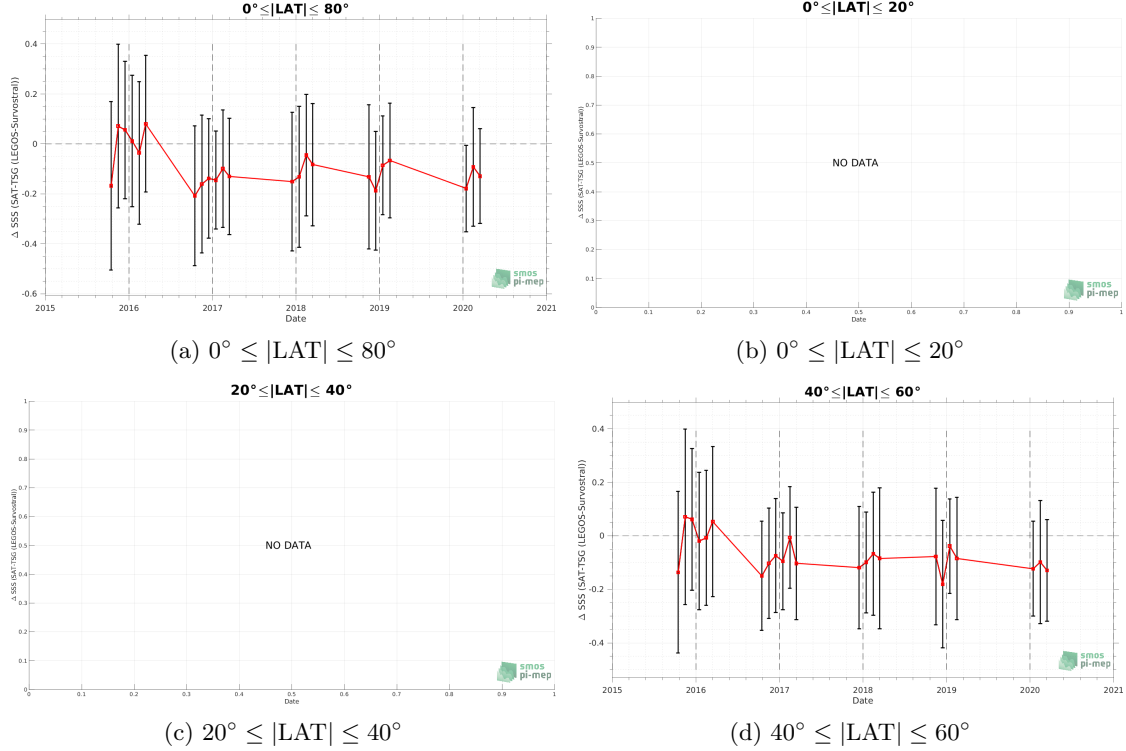 0°≤|LAT|≤ 80°
Δ SSS (SAT-TSG (LEGOS-Survostral))
0.4
0.2
0
-0.2
-0.4
-0.6
2015
2016
2017
2018
2019
2020
2021
Date
smos
pi-mep
(a) 0° ≤ |LAT| ≤ 80°
0°≤|LAT|≤ 20°
Δ SSS (SAT-TSG (LEGOS-Survostral))
1
0.9
0.8
0.7
0.6
0.5
0.4
0.3
0.2
0.1
0
NO DATA
0
0.1
0.2
0.3
0.4
0.5
0.6
0.7
0.8
0.9
1
Date
smos
pi-mep
(b) 0° ≤ |LAT| ≤ 20°
20°≤|LAT|≤ 40°
Δ SSS (SAT-TSG (LEGOS-Survostral))
1
0.9
0.8
0.7
0.6
0.5
0.4
0.3
0.2
0.1
0
NO DATA
0
0.1
0.2
0.3
0.4
0.5
0.6
0.7
0.8
0.9
1
Date
smos
pi-mep
(c) 20° ≤ |LAT| ≤ 40°
40°≤|LAT|≤ 60°
Δ SSS (SAT-TSG (LEGOS-Survostral))
0.4
0.2
0
-0.2
-0.4
2015
2016
2017
2018
2019
2020
2021
Date
smos
pi-mep
(d) 40° ≤ |LAT| ≤ 60°